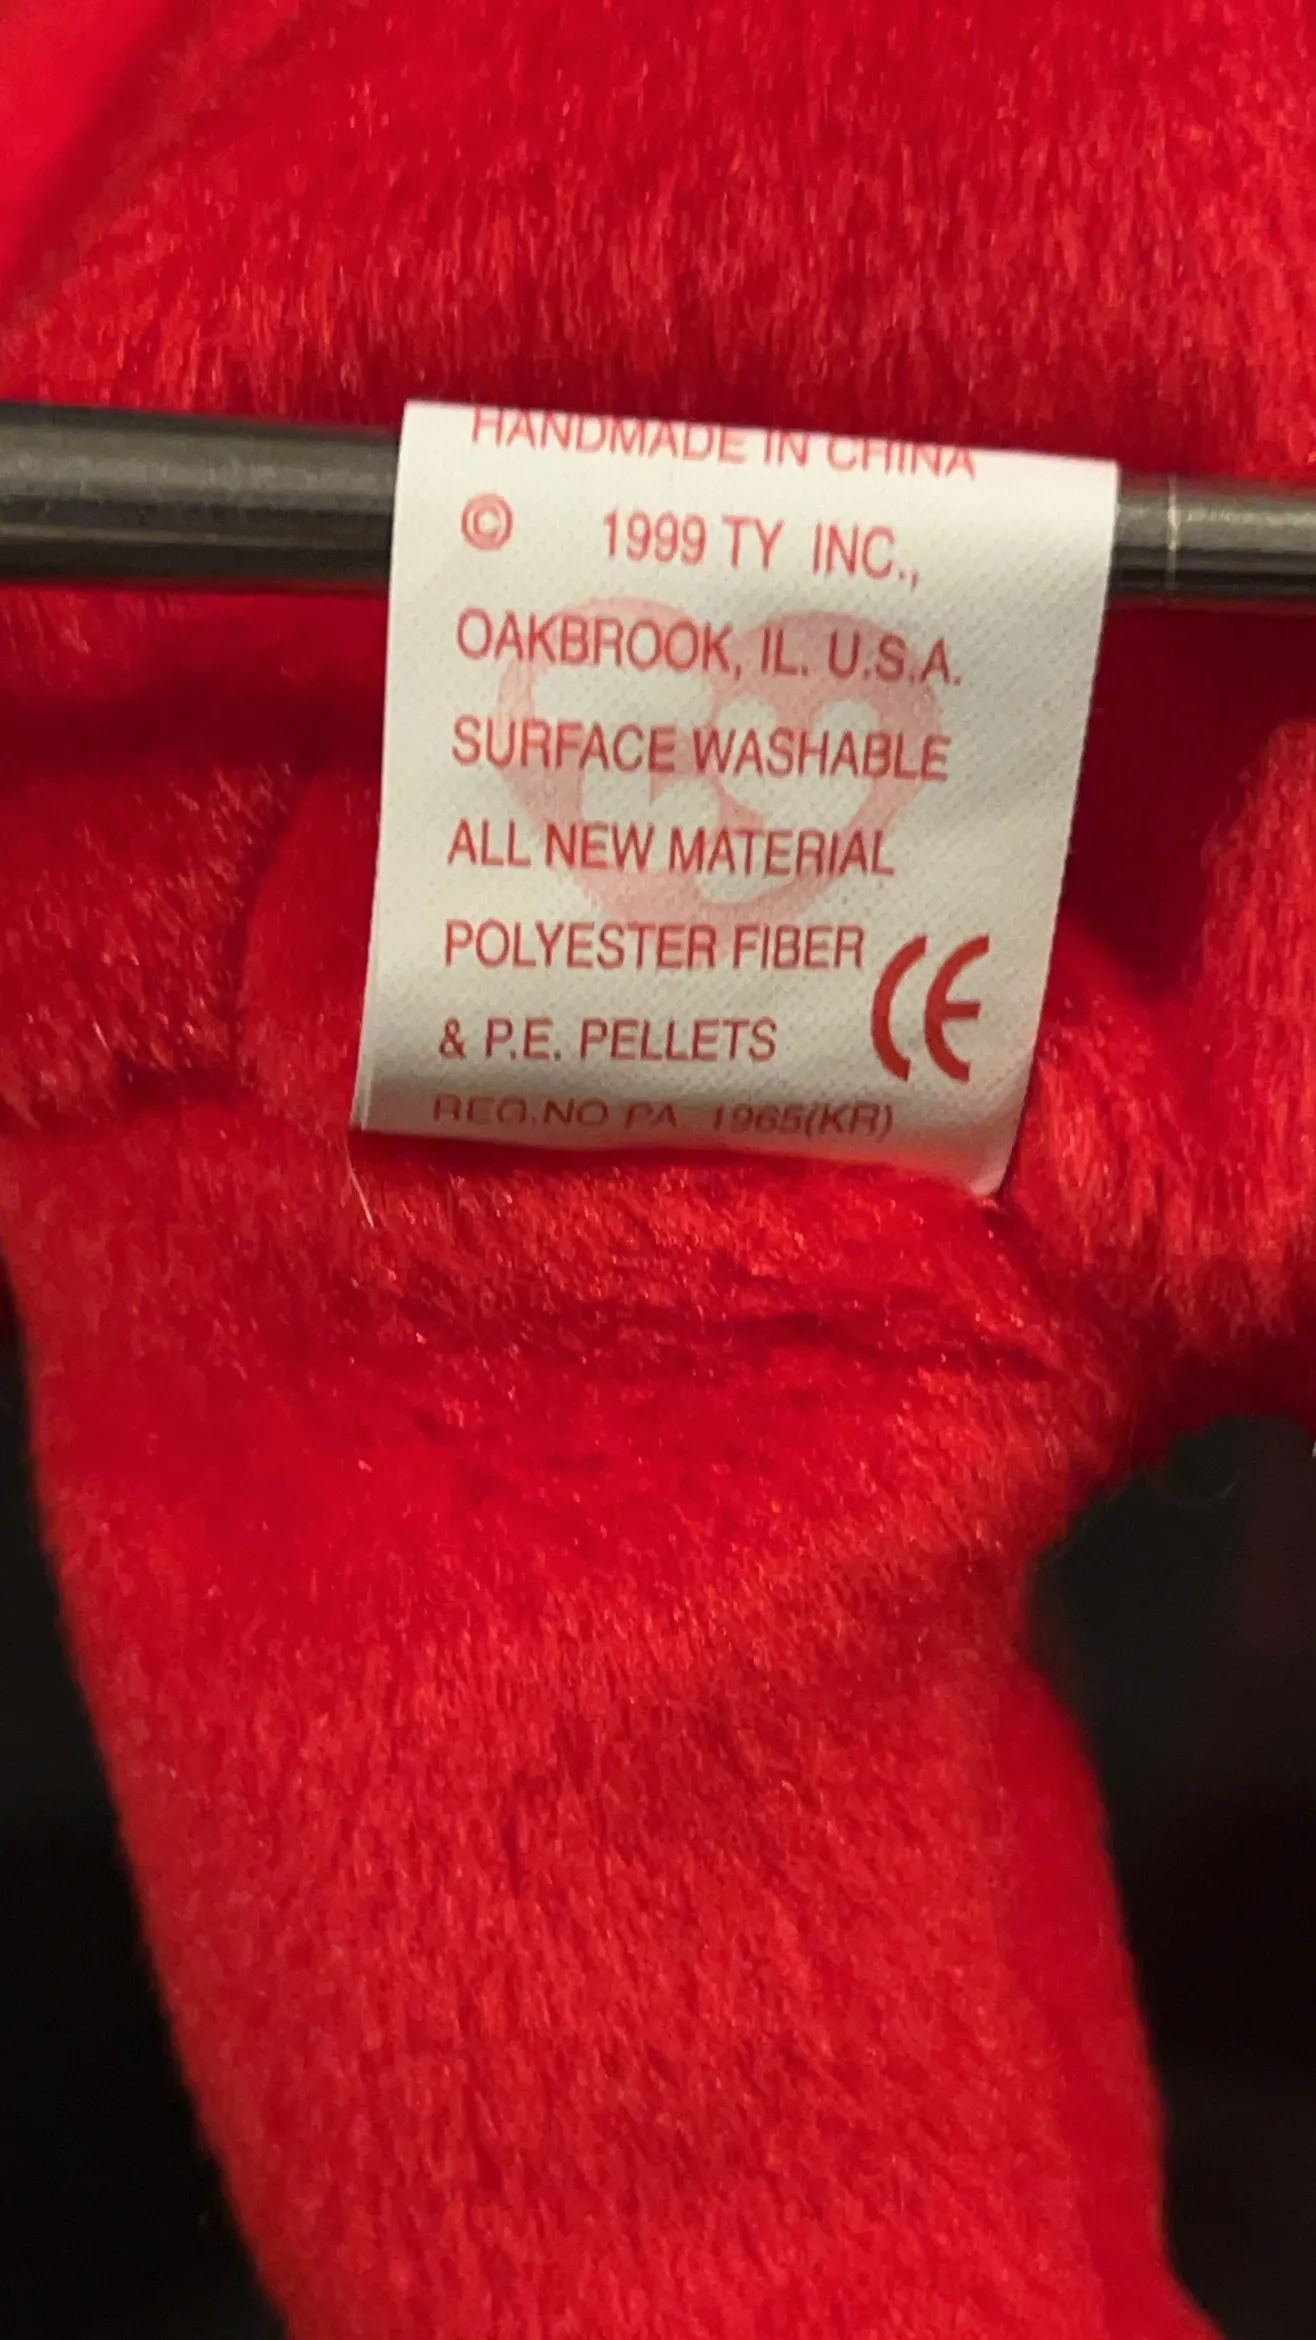 HANDMADE IN CHINA
© 1999 TY INC.,
OAKBROOK, IL. U.S.A.
SURFACE WASHABLE
ALL NEW MATERIAL
POLYESTER FIBER
& P.E. PELLETS CE
REG.NO PA. 1965(KR)